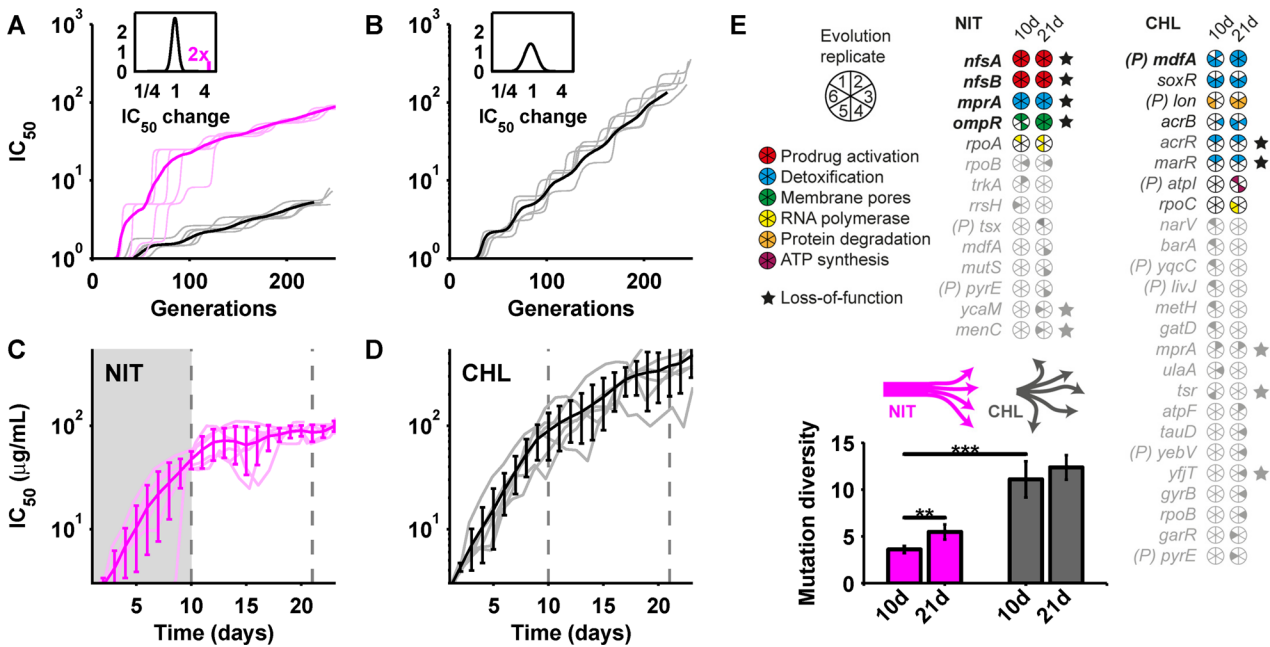 A
10³
10²
10¹
10⁰
IC₅₀
2
1
0
2x
1/4 1 4
IC₅₀ change
0 100 200
Generations
B
10³
10²
10¹
10⁰
IC₅₀
2
1
0
1/4 1 4
IC₅₀ change
0 100 200
Generations
C
NIT
10²
10¹
IC₅₀ (µg/mL)
5 10 15 20
Time (days)
D
CHL
10²
10¹
5 10 15 20
Time (days)
E
Evolution
replicate
1 2 3 4 5 6
Prodrug activation
Detoxification
Membrane pores
RNA polymerase
Protein degradation
ATP synthesis
Loss-of-function
NIT
10d 21d
nfsA
nfsB
mprA
ompR
rpoA
rpoB
trkA
rrsH
(P) tsx
mdfA
mutS
(P) pyrE
ycaM
menC
CHL
10d 21d
(P) mdfA
soxR
(P) lon
acrB
acrR
marR
(P) atpI
rpoC
narV
barA
(P) yqcC
(P) livJ
metH
gatD
mprA
ulaA
tsr
atpF
tauD
(P) yebV
yfjT
gyrB
rpoB
garR
(P) pyrE
NIT
CHL
Mutation diversity
15
10
5
0
***
**
10d 21d 10d 21d